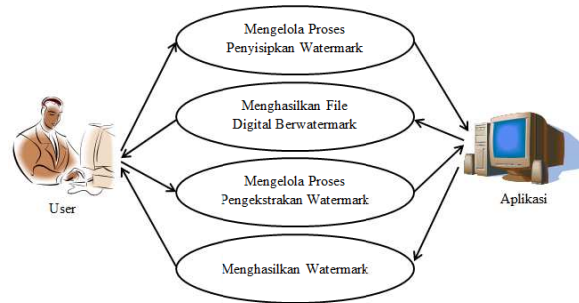 Mengelola Proses
Penyisipkan Watermark
Menghasilkan File
Digital Berwatermark
Mengelola Proses
Pengekstrakan Watermark
Menghasilkan Watermark
User
Aplikasi